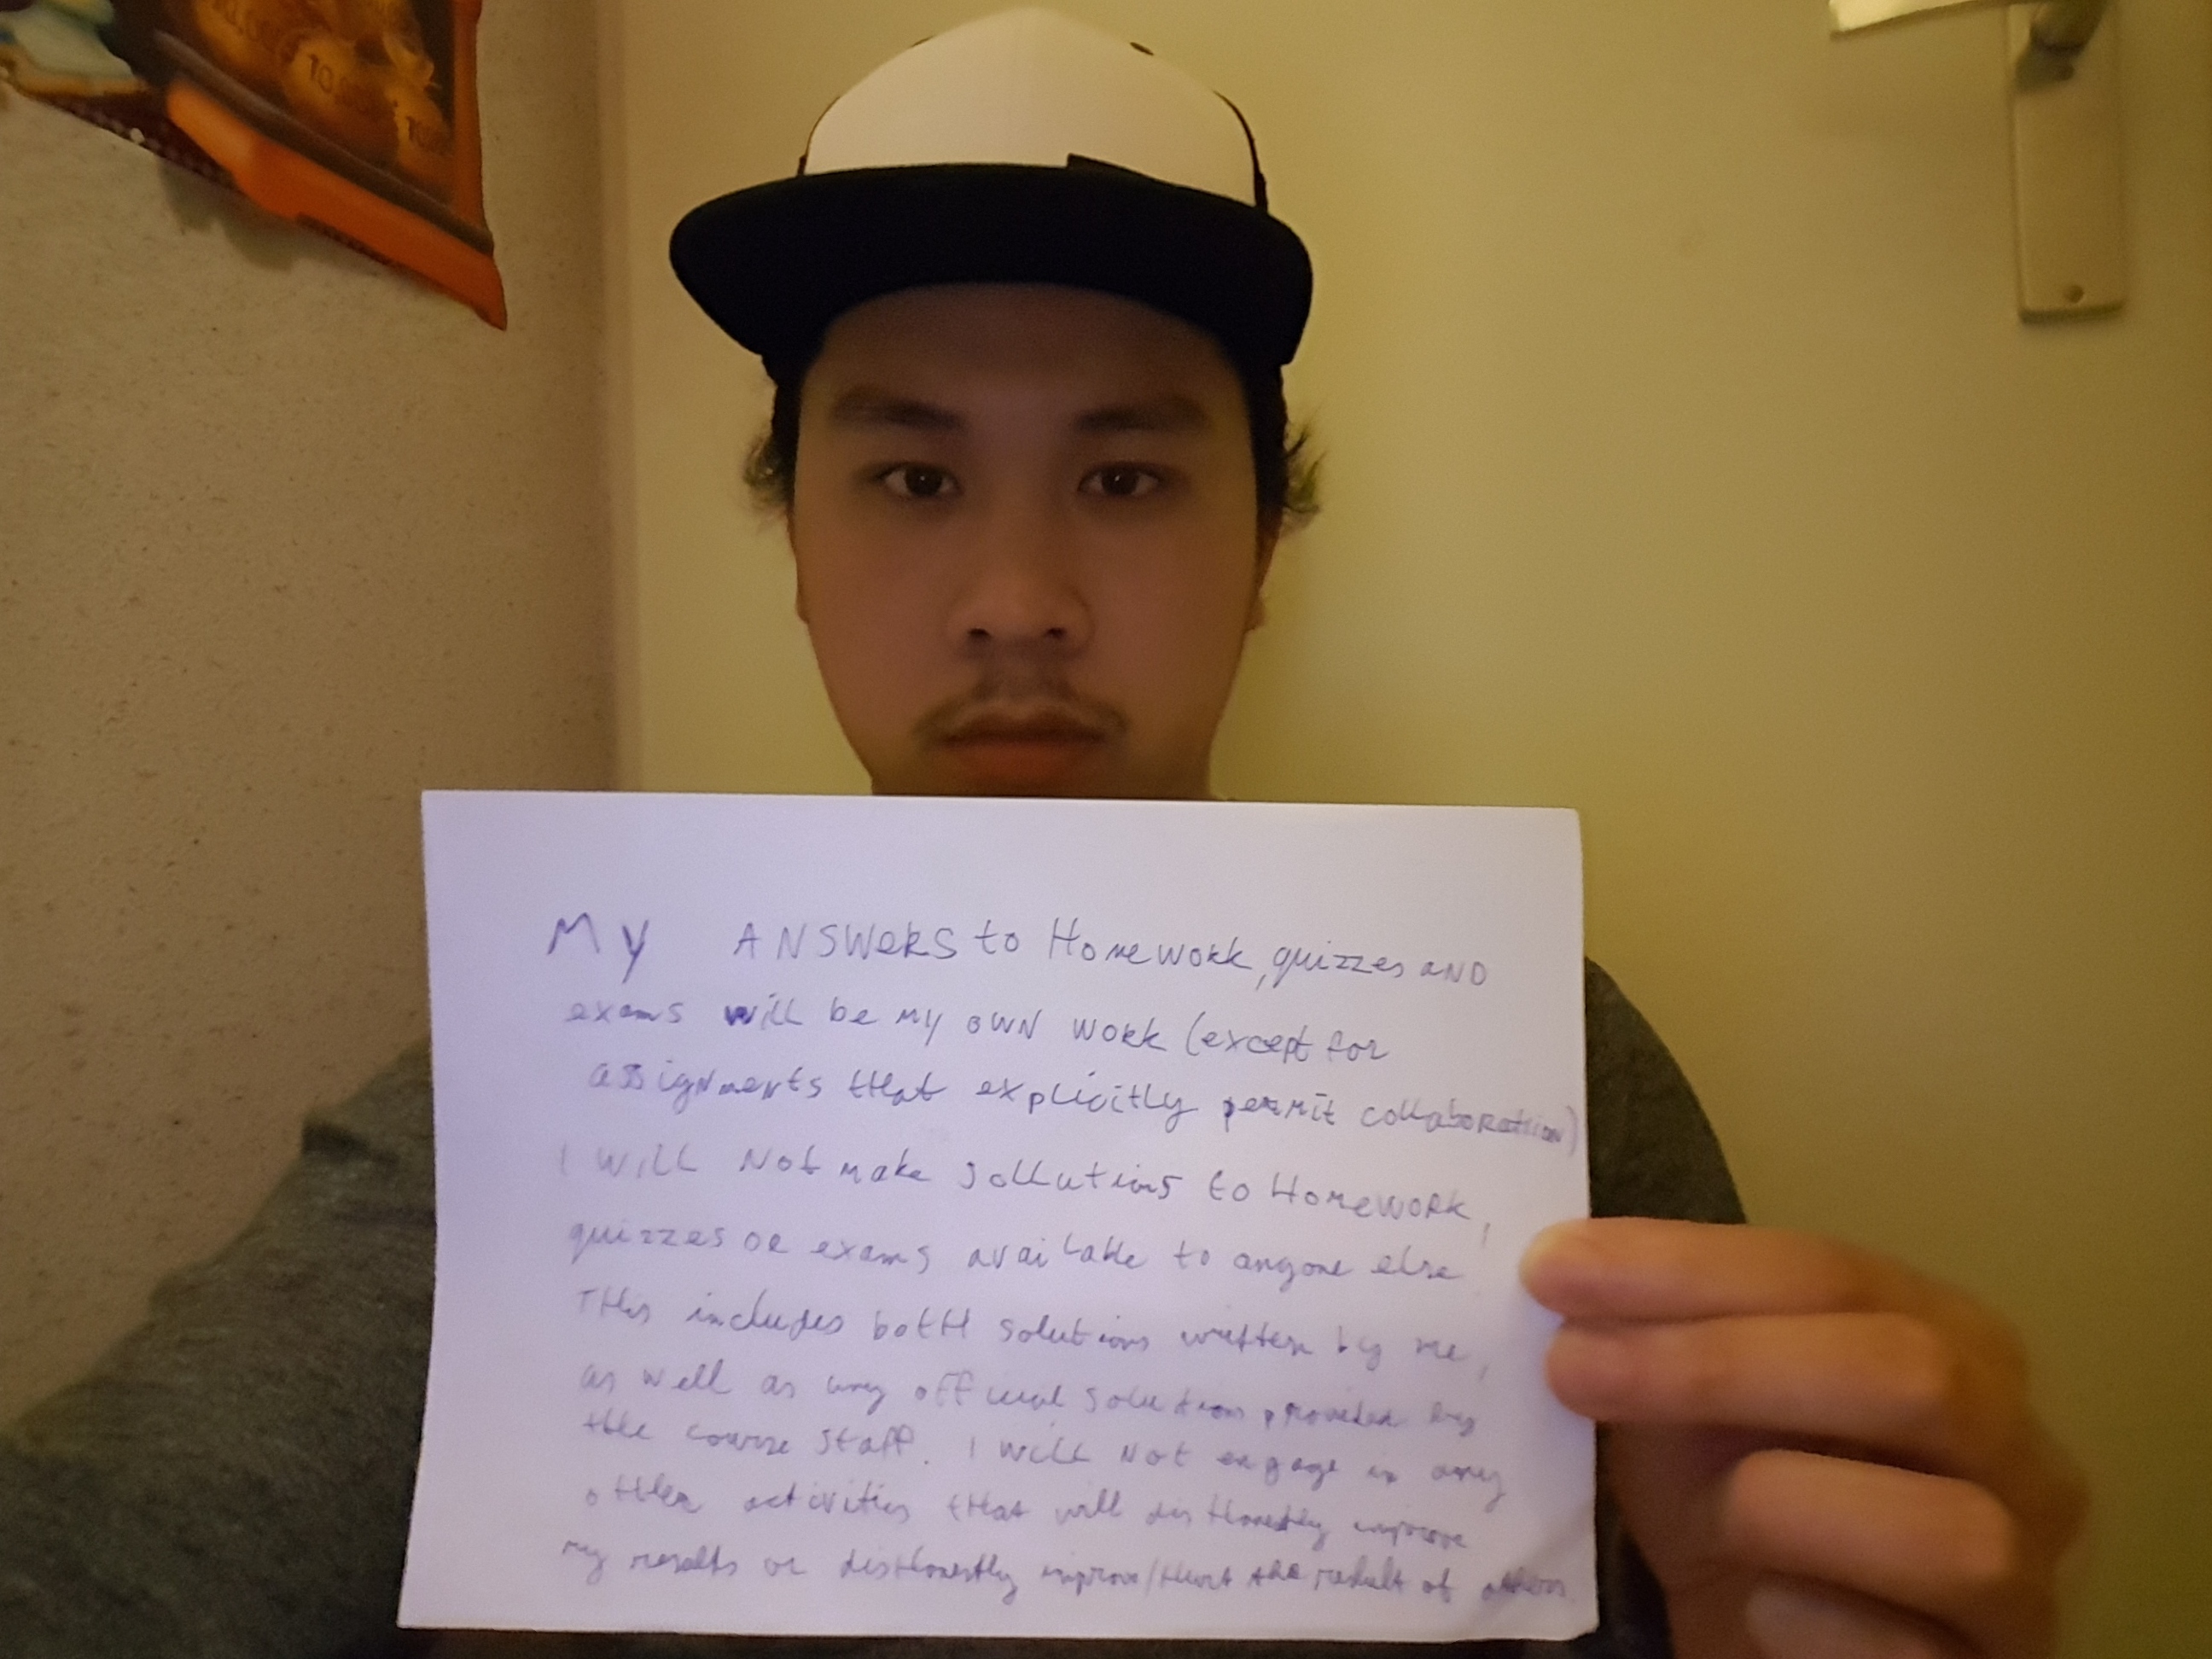 10.000
10.000
My ANSWERS to Homework, quizzes AND
exams will be my own work (except for
assignments that explicitly permit collaboration)
I will Not make sollutions to Homework,
quizzes or exams available to anyone else.
This includes both solutions written by me,
as well as any official solutions provided by
the course staff. I will Not engage in any
other activities that will dishonestly improve
my results or dishonestly improve/Hurt the result of others.